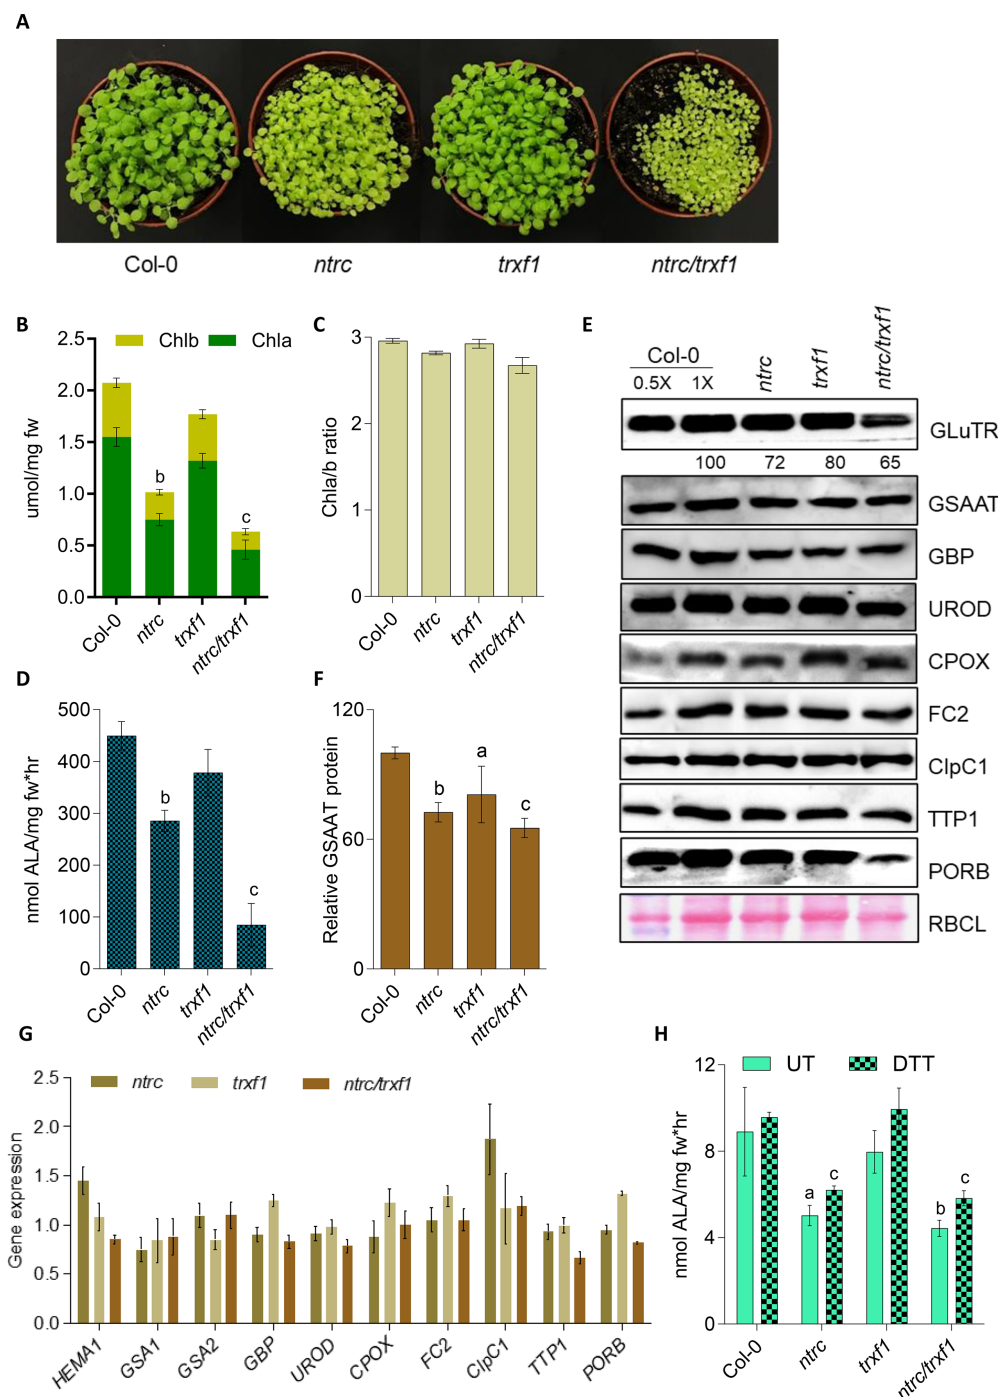 A
Col-0 ntrc trxf1 ntrc/trxf1
B
2.5
2.0
1.5
1.0
0.5
0.0
umol/mg fw
Chlb Chla
b
c
Col-0 ntrc trxf1 ntrc/trxf1
C
3
2
1
0
Chla/b ratio
Col-0 ntrc trxf1 ntrc/trxf1
D
500
400
300
200
100
0
nmol ALA/mg fw*hr
b
c
Col-0 ntrc trxf1 ntrc/trxf1
F
120
60
0
Relative GSAAT protein
b
a
c
Col-0 ntrc trxf1 ntrc/trxf1
E
Col-0 ntrc trxf1 ntrc/trxf1
0.5X 1X
GLuTR
100 72 80 65
GSAAT
GBP
UROD
CPOX
FC2
ClpC1
TTP1
PORB
RBCL
G
2.5
2.0
1.5
1.0
0.5
0.0
Gene expression
ntrc trxf1 ntrc/trxf1
HEMA1 GSA1 GSA2 GBP UROD CPOX FC2 ClpC1 TTP1 PORB
H
12
8
4
0
nmol ALA/mg fw*hr
UT DTT
a
c
b
c
Col-0 ntrc trxf1 ntrc/trxf1